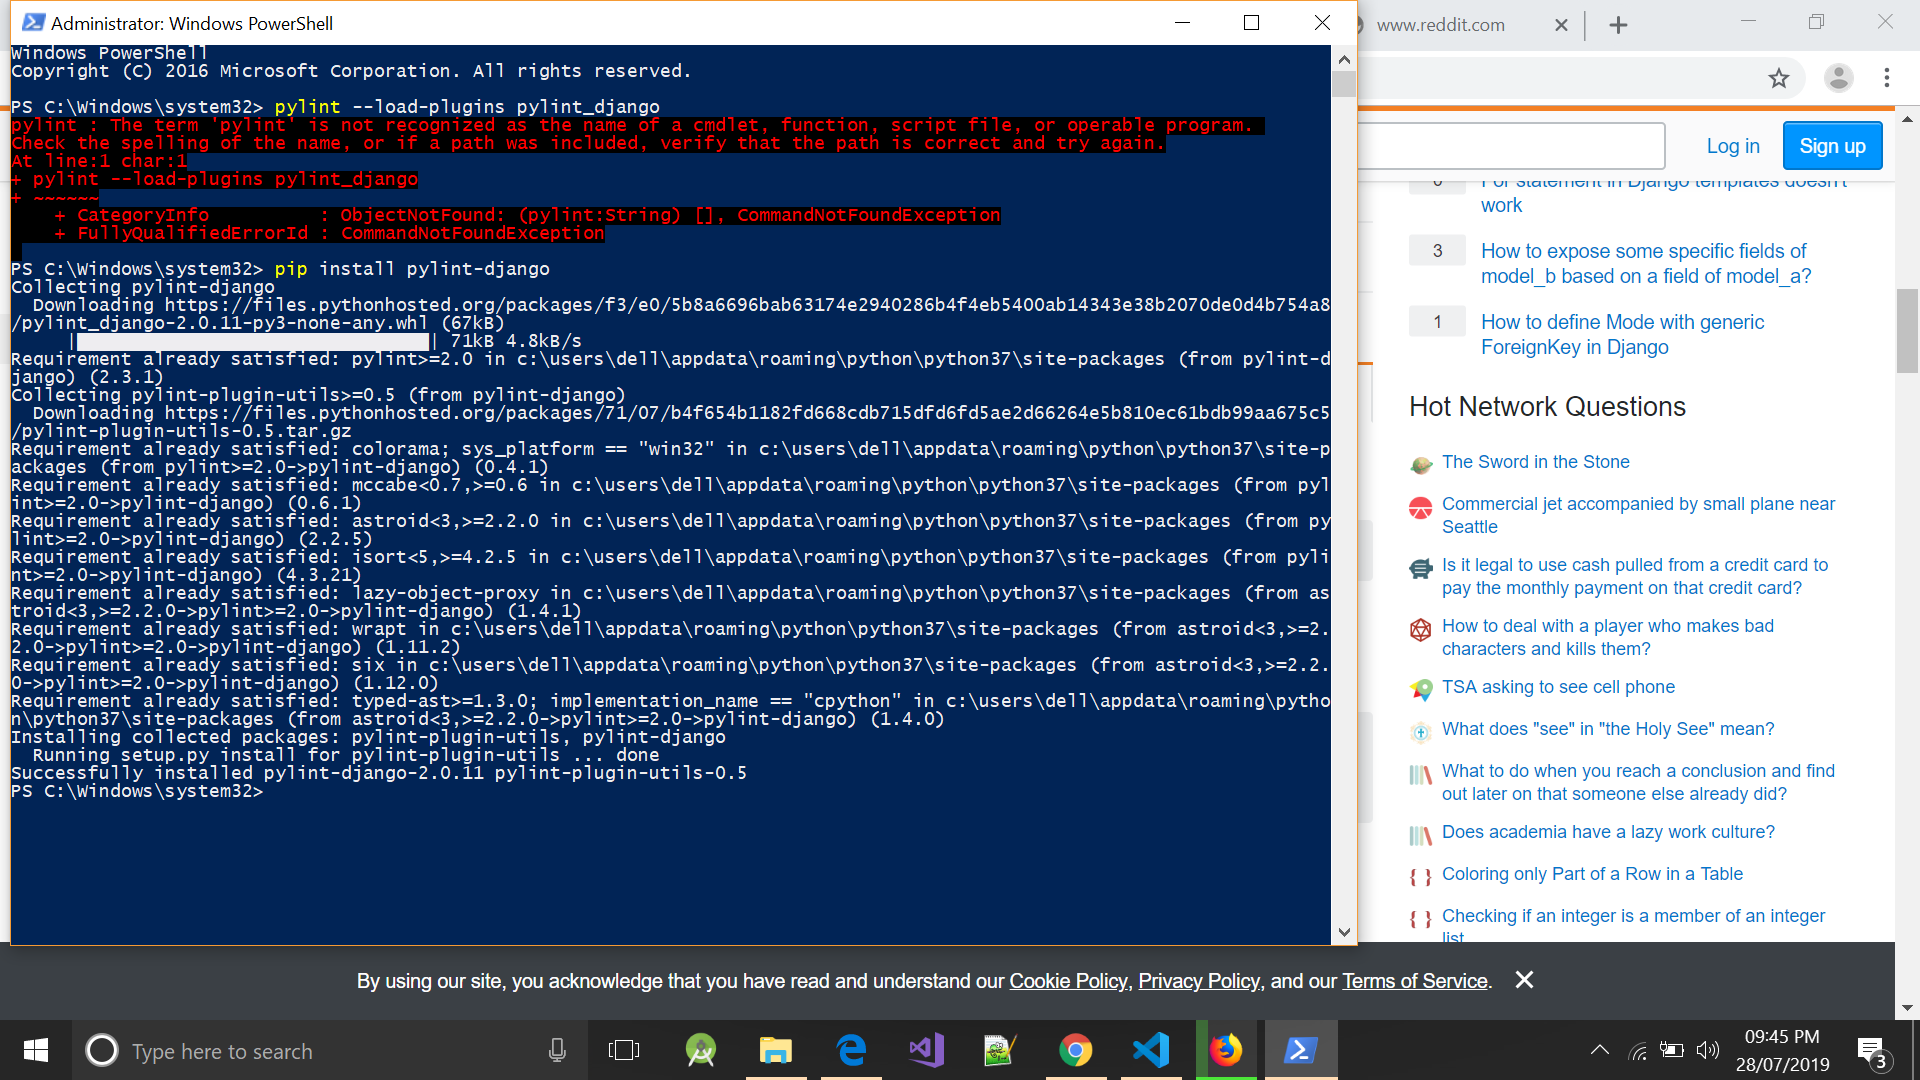 Administrator: Windows PowerShell
Windows PowerShell
Copyright (C) 2016 Microsoft Corporation. All rights reserved.
PS C:\Windows\system32> pylint --load-plugins pylint_django
pylint : The term 'pylint' is not recognized as the name of a cmdlet, function, script file, or operable program.
Check the spelling of the name, or if a path was included, verify that the path is correct and try again.
At line:1 char:1
+ pylint --load-plugins pylint_django
+ ~~~~~~
+ CategoryInfo          : ObjectNotFound: (pylint:String) [], CommandNotFoundException
+ FullyQualifiedErrorId : CommandNotFoundException
PS C:\Windows\system32> pip install pylint-django
Collecting pylint-django
Downloading https://files.pythonhosted.org/packages/f3/e0/5b8a6696bab63174e2940286b4f4eb5400ab14343e38b2070de0d4b754a8
/pylint_django-2.0.11-py3-none-any.whl (67kB)
|████████████████████████████████| 71kB 4.8kB/s
Requirement already satisfied: pylint>=2.0 in c:\users\dell\appdata\roaming\python\python37\site-packages (from pylint-d
jango) (2.3.1)
Collecting pylint-plugin-utils>=0.5 (from pylint-django)
Downloading https://files.pythonhosted.org/packages/71/07/b4f654b1182fd668cdb715dfd6fd5ae2d66264e5b810ec61bdb99aa675c5
/pylint-plugin-utils-0.5.tar.gz
Requirement already satisfied: colorama; sys_platform == "win32" in c:\users\dell\appdata\roaming\python\python37\site-p
ackages (from pylint>=2.0->pylint-django) (0.4.1)
Requirement already satisfied: mccabe<0.7,>=0.6 in c:\users\dell\appdata\roaming\python\python37\site-packages (from pyl
int>=2.0->pylint-django) (0.6.1)
Requirement already satisfied: astroid<3,>=2.2.0 in c:\users\dell\appdata\roaming\python\python37\site-packages (from py
lint>=2.0->pylint-django) (2.2.5)
Requirement already satisfied: isort<5,>=4.2.5 in c:\users\dell\appdata\roaming\python\python37\site-packages (from pyli
nt>=2.0->pylint-django) (4.3.21)
Requirement already satisfied: lazy-object-proxy in c:\users\dell\appdata\roaming\python\python37\site-packages (from as
troid<3,>=2.2.0->pylint>=2.0->pylint-django) (1.4.1)
Requirement already satisfied: wrapt in c:\users\dell\appdata\roaming\python\python37\site-packages (from astroid<3,>=2.
2.0->pylint>=2.0->pylint-django) (1.11.2)
Requirement already satisfied: six in c:\users\dell\appdata\roaming\python\python37\site-packages (from astroid<3,>=2.2.
0->pylint>=2.0->pylint-django) (1.12.0)
Requirement already satisfied: typed-ast>=1.3.0; implementation_name == "cpython" in c:\users\dell\appdata\roaming\pytho
n\python37\site-packages (from astroid<3,>=2.2.0->pylint>=2.0->pylint-django) (1.4.0)
Installing collected packages: pylint-plugin-utils, pylint-django
Running setup.py install for pylint-plugin-utils ... done
Successfully installed pylint-django-2.0.11 pylint-plugin-utils-0.5
PS C:\Windows\system32>
www.reddit.com
Log in
Sign up
For statement in Django templates doesn't
work
3
How to expose some specific fields of
model_b based on a field of model_a?
1
How to define Mode with generic
ForeignKey in Django
Hot Network Questions
The Sword in the Stone
Commercial jet accompanied by small plane near
Seattle
Is it legal to use cash pulled from a credit card to
pay the monthly payment on that credit card?
How to deal with a player who makes bad
characters and kills them?
TSA asking to see cell phone
What does "see" in "the Holy See" mean?
What to do when you reach a conclusion and find
out later on that someone else already did?
Does academia have a lazy work culture?
Coloring only Part of a Row in a Table
Checking if an integer is a member of an integer
list
By using our site, you acknowledge that you have read and understand our Cookie Policy, Privacy Policy, and our Terms of Service.
Type here to search
09:45 PM
28/07/2019
3